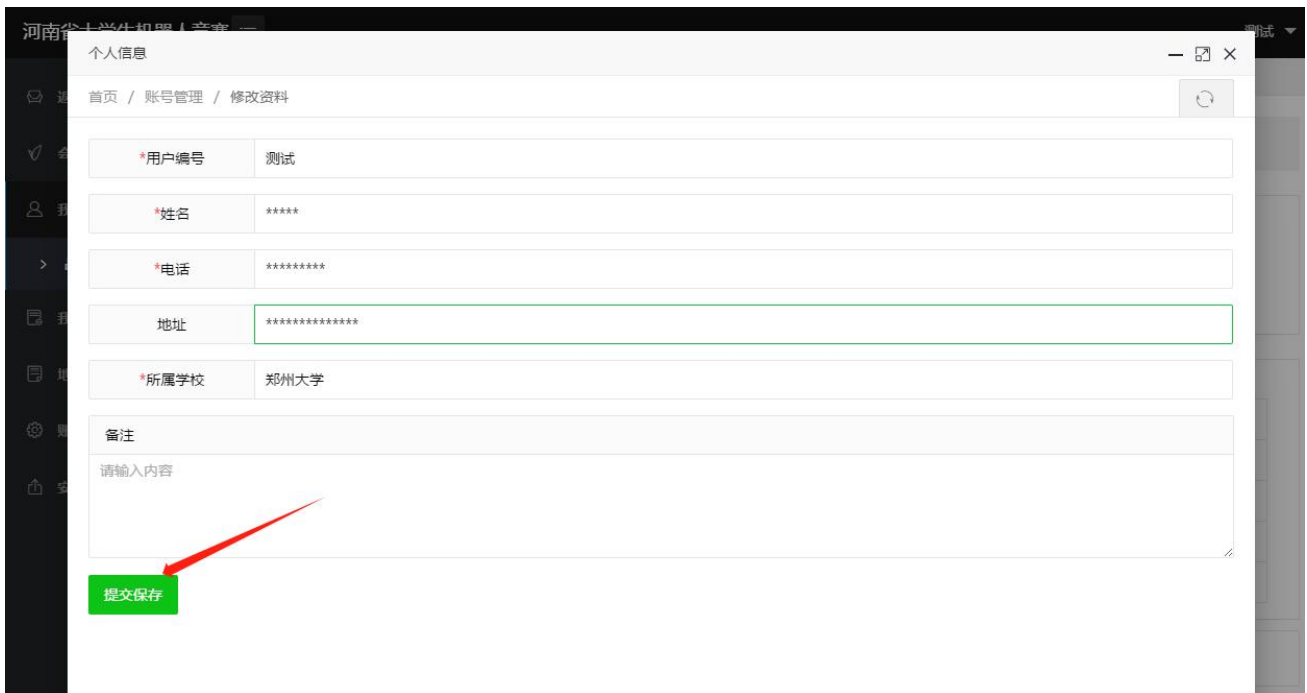 河南省大学生机器人竞赛
测试
个人信息
首页 / 账号管理 / 修改资料
*用户编号 测试
*姓名 *****
*电话 *********
地址 **************
*所属学校 郑州大学
备注
请输入内容
提交保存